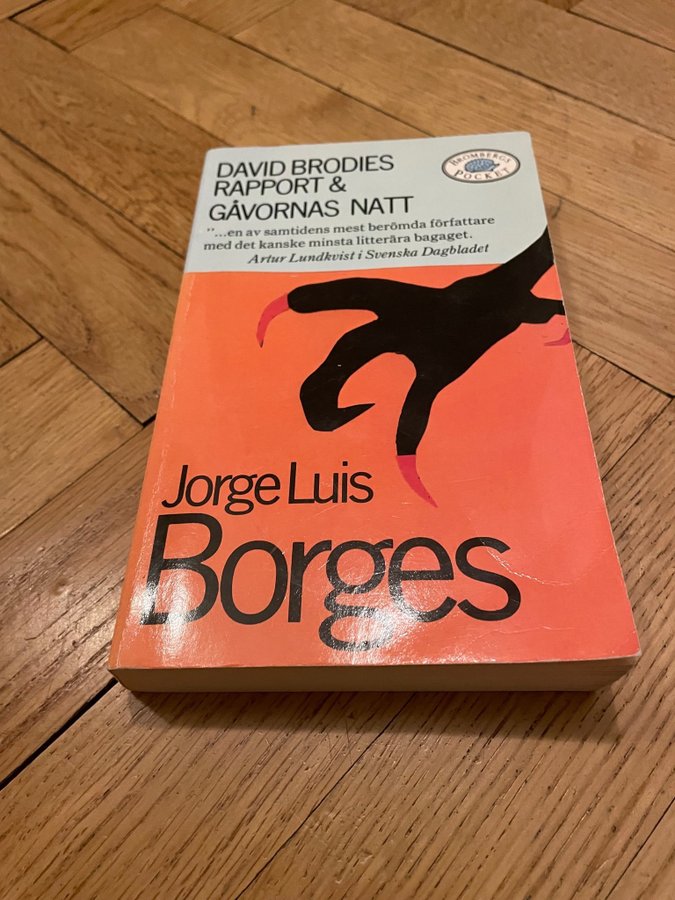 DAVID BRODIES
RAPPORT &
GÅVORNAS NATT
"...en av samtidens mest berömda författare
med det kanske minsta litterära bagaget.
Artur Lundkvist i Svenska Dagbladet
BROMBERGS
POCKET
Jorge Luis
Borges